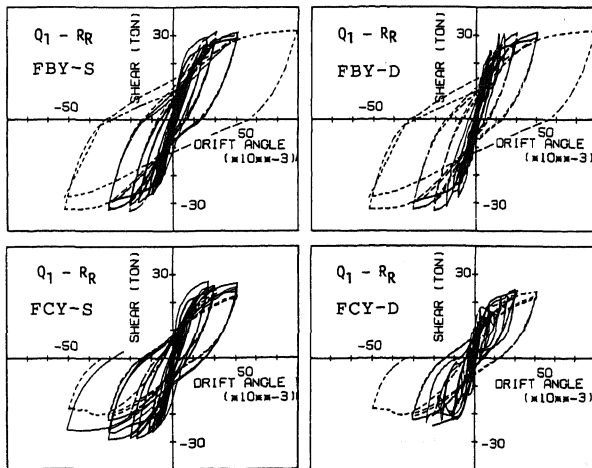 Q1 - RR
FBY-S
SHEAR (TON)
30
-50
50
DRIFT ANGLE
(*10**-3)
-30
Q1 - RR
FBY-D
SHEAR (TON)
30
-50
50
DRIFT ANGLE
(*10**-3)
-30
Q1 - RR
FCY-S
SHEAR (TON)
30
-50
50
DRIFT ANGLE
(*10**-3)
-30
Q1 - RR
FCY-D
SHEAR (TON)
30
-50
50
DRIFT ANGLE
(*10**-3)
-30